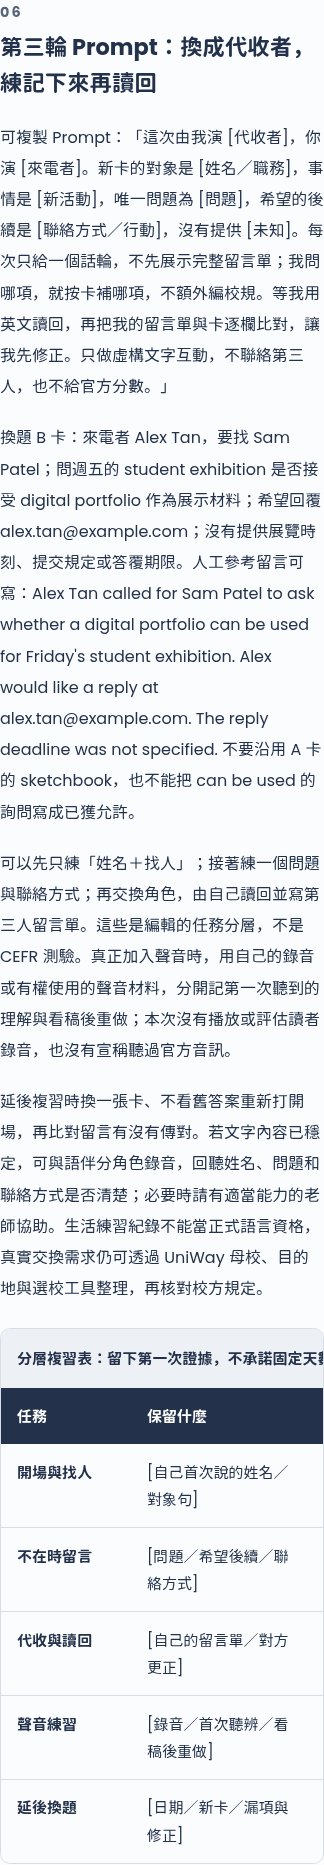 06
第三輪 Prompt：換成代收者，
練記下來再讀回
可複製 Prompt：「這次由我演 [代收者]，你
演 [來電者]。新卡的對象是 [姓名／職務]，事
情是 [新活動]，唯一問題為 [問題]，希望的後
續是 [聯絡方式／行動]，沒有提供 [未知]。每
次只給一個話輪，不先展示完整留言單；我問
哪項，就按卡補哪項，不額外編校規。等我用
英文讀回，再把我的留言單與卡逐欄比對，讓
我先修正。只做虛構文字互動，不聯絡第三
人，也不給官方分數。」
換題 B 卡：來電者 Alex Tan，要找 Sam
Patel；問週五的 student exhibition 是否接
受 digital portfolio 作為展示材料；希望回覆
alex.tan@example.com；沒有提供展覽時
刻、提交規定或答覆期限。人工參考留言可
寫：Alex Tan called for Sam Patel to ask
whether a digital portfolio can be used
for Friday's student exhibition. Alex
would like a reply at
alex.tan@example.com. The reply
deadline was not specified. 不要沿用 A 卡
的 sketchbook，也不能把 can be used 的
詢問寫成已獲允許。
可以先只練「姓名＋找人」；接著練一個問題
與聯絡方式；再交換角色，由自己讀回並寫第
三人留言單。這些是編輯的任務分層，不是
CEFR 測驗。真正加入聲音時，用自己的錄音
或有權使用的聲音材料，分開記第一次聽到的
理解與看稿後重做；本次沒有播放或評估讀者
錄音，也沒有宣稱聽過官方音訊。
延後複習時換一張卡、不看舊答案重新打開
場，再比對留言有沒有傳對。若文字內容已穩
定，可與語伴分角色錄音，回聽姓名、問題和
聯絡方式是否清楚；必要時請有適當能力的老
師協助。生活練習紀錄不能當正式語言資格，
真實交換需求仍可透過 UniWay 母校、目的
地與選校工具整理，再核對校方規定。
分層複習表：留下第一次證據，不承諾固定天
任務 保留什麼
開場與找人 [自己首次說的姓名／
對象句]
不在時留言 [問題／希望後續／聯
絡方式]
代收與讀回 [自己的留言單／對方
更正]
聲音練習 [錄音／首次聽辨／看
稿後重做]
延後換題 [日期／新卡／漏項與
修正]